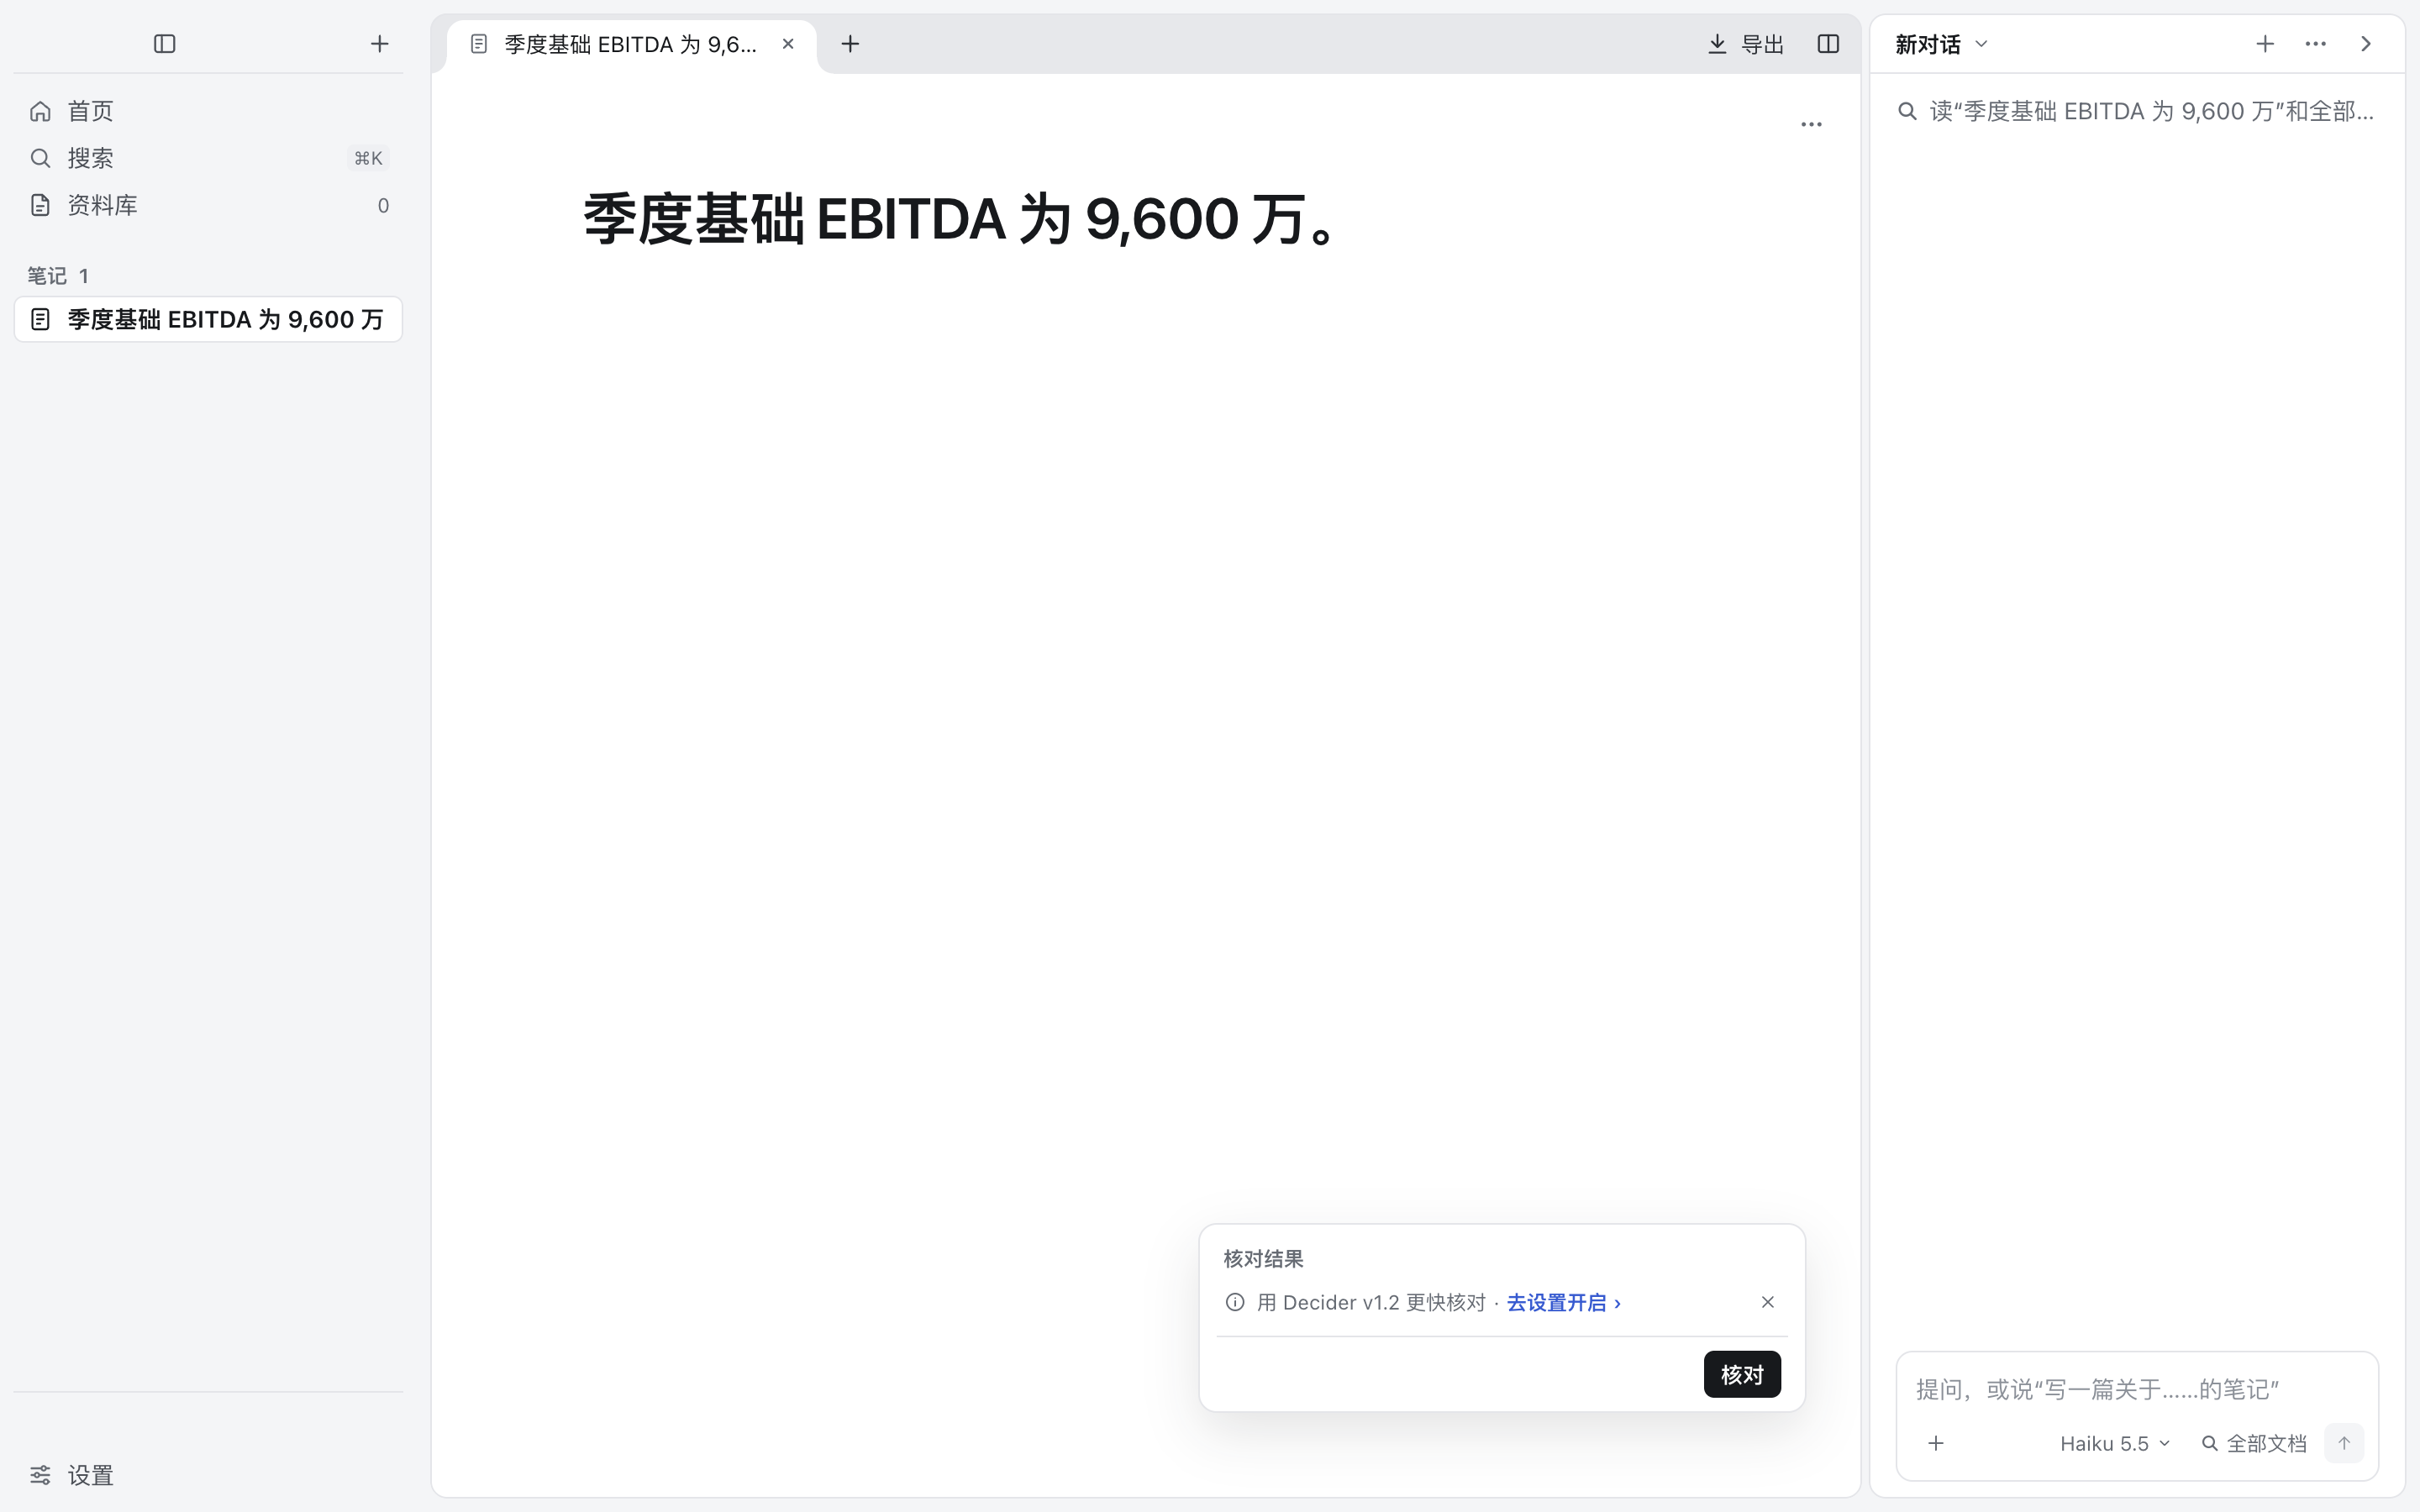 首页
搜索 ⌘K
资料库 0
笔记 1
季度基础 EBITDA 为 9,600 万
设置
季度基础 EBITDA 为 9,6...
导出
季度基础 EBITDA 为 9,600 万。
核对结果
用 Decider v1.2 更快核对 · 去设置开启 ›
核对
新对话
读“季度基础 EBITDA 为 9,600 万”和全部...
提问，或说“写一篇关于……的笔记”
Haiku 5.5 全部文档